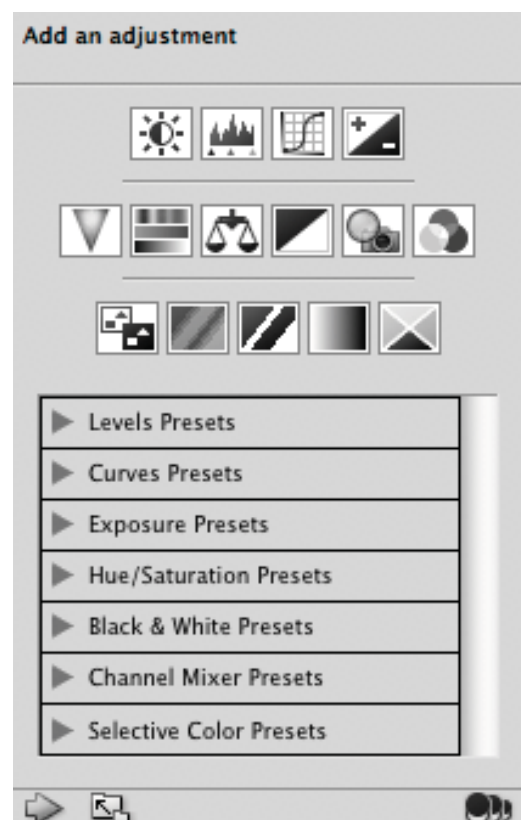 Add an adjustment
Levels Presets
Curves Presets
Exposure Presets
Hue/Saturation Presets
Black & White Presets
Channel Mixer Presets
Selective Color Presets